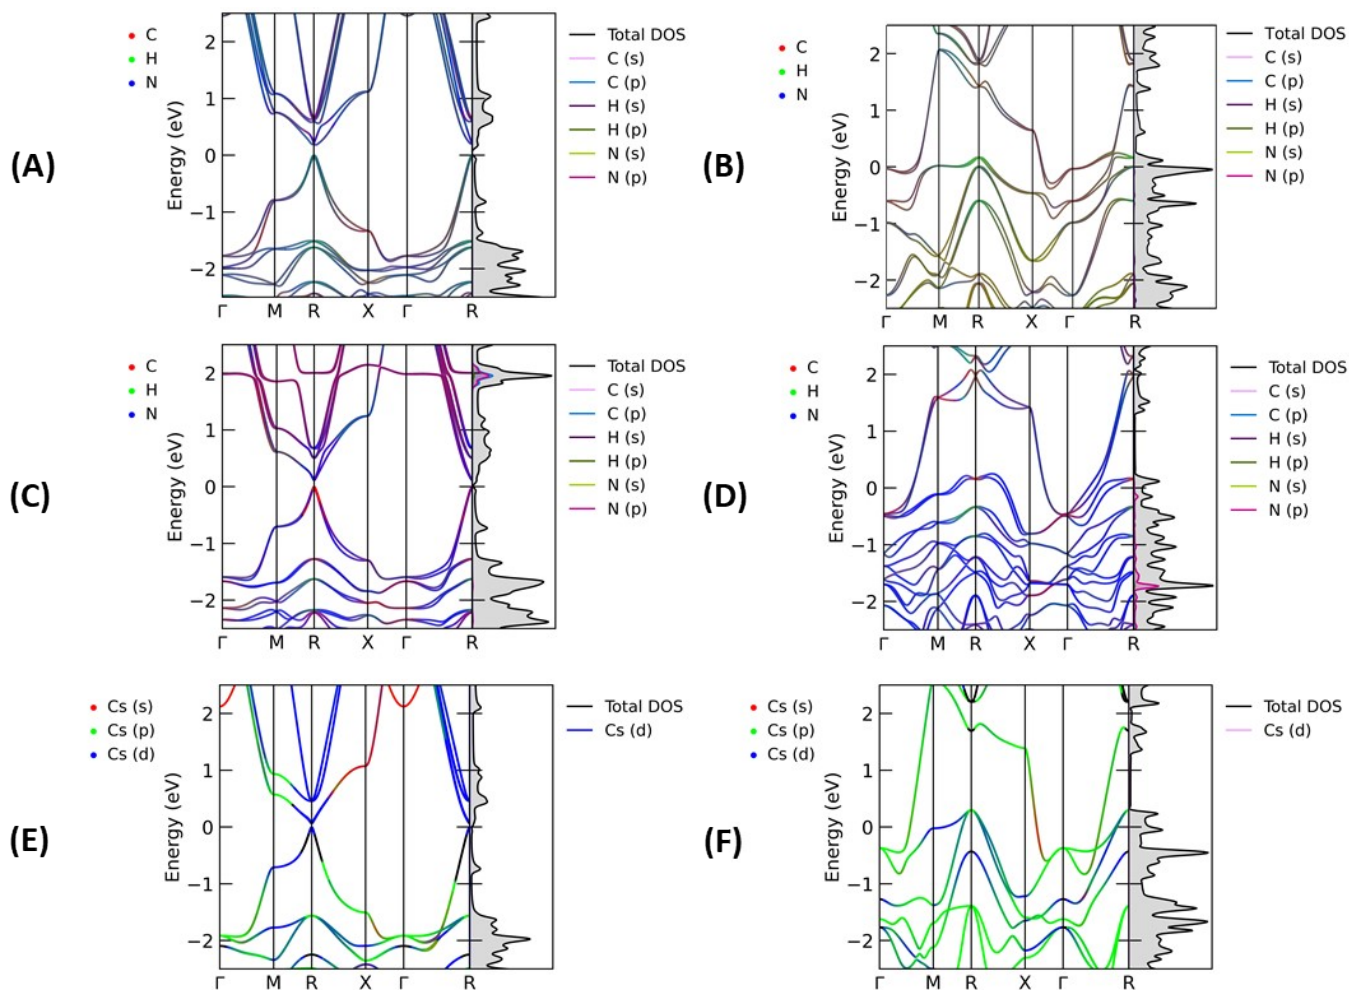 (A)
C
H
N
Energy (eV)
2
1
0
−1
−2
Γ M R X Γ R
Total DOS
C (s)
C (p)
H (s)
H (p)
N (s)
N (p)
(B)
C
H
N
Energy (eV)
2
1
0
−1
−2
Γ M R X Γ R
Total DOS
C (s)
C (p)
H (s)
H (p)
N (s)
N (p)
(C)
C
H
N
Energy (eV)
2
1
0
−1
−2
Γ M R X Γ R
Total DOS
C (s)
C (p)
H (s)
H (p)
N (s)
N (p)
(D)
C
H
N
Energy (eV)
2
1
0
−1
−2
Γ M R X Γ R
Total DOS
C (s)
C (p)
H (s)
H (p)
N (s)
N (p)
(E)
Cs (s)
Cs (p)
Cs (d)
Energy (eV)
2
1
0
−1
−2
Γ M R X Γ R
Total DOS
Cs (d)
(F)
Cs (s)
Cs (p)
Cs (d)
Energy (eV)
2
1
0
−1
−2
Γ M R X Γ R
Total DOS
Cs (d)